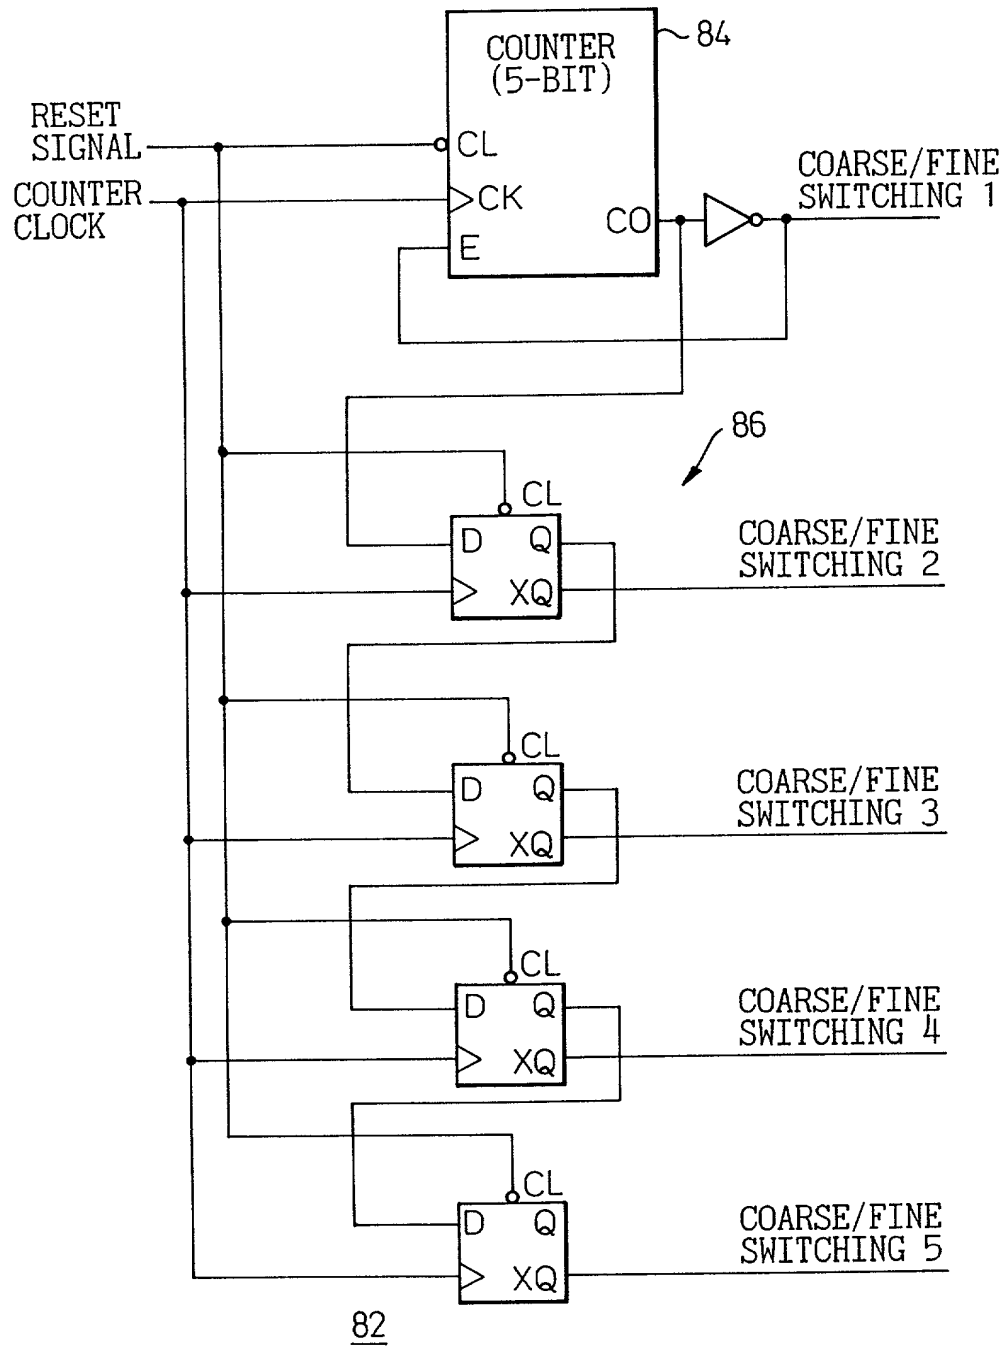 COUNTER
(5-BIT)
84
RESET
SIGNAL
CL
COUNTER
CLOCK
CK
E
CO
COARSE/FINE
SWITCHING 1
86
CL
D
Q
XQ
COARSE/FINE
SWITCHING 2
CL
D
Q
XQ
COARSE/FINE
SWITCHING 3
CL
D
Q
XQ
COARSE/FINE
SWITCHING 4
CL
D
Q
XQ
COARSE/FINE
SWITCHING 5
82